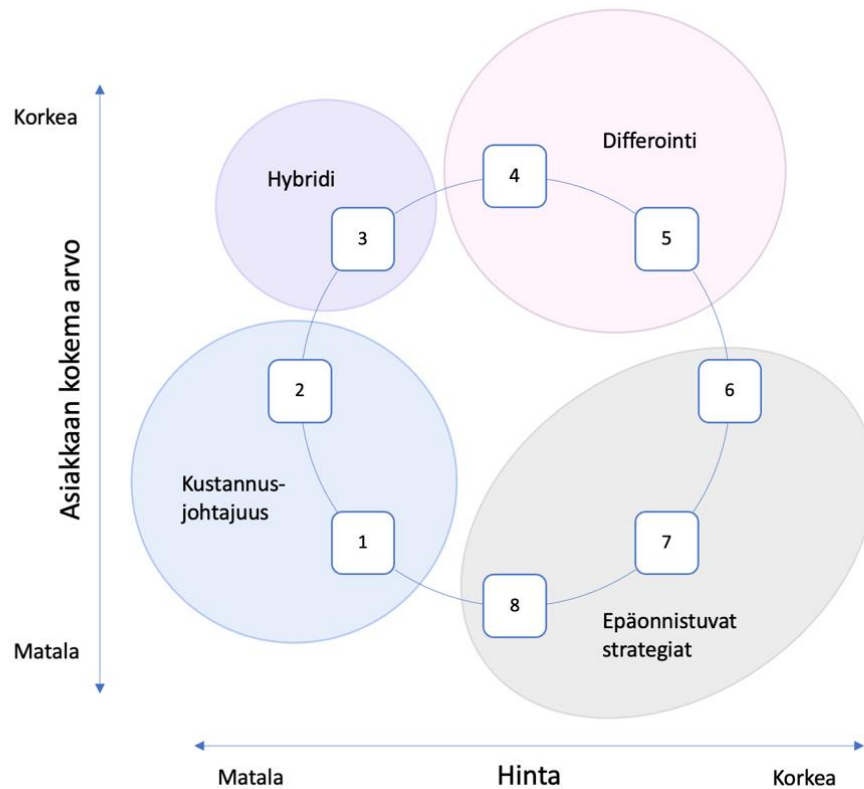 Korkea
Asiakkaan kokema arvo
Matala
Hybridi
Differointi
4
3
5
2
6
Kustannus-
johtajuus
1
7
8
Epäonnistuvat
strategiat
Matala
Hinta
Korkea